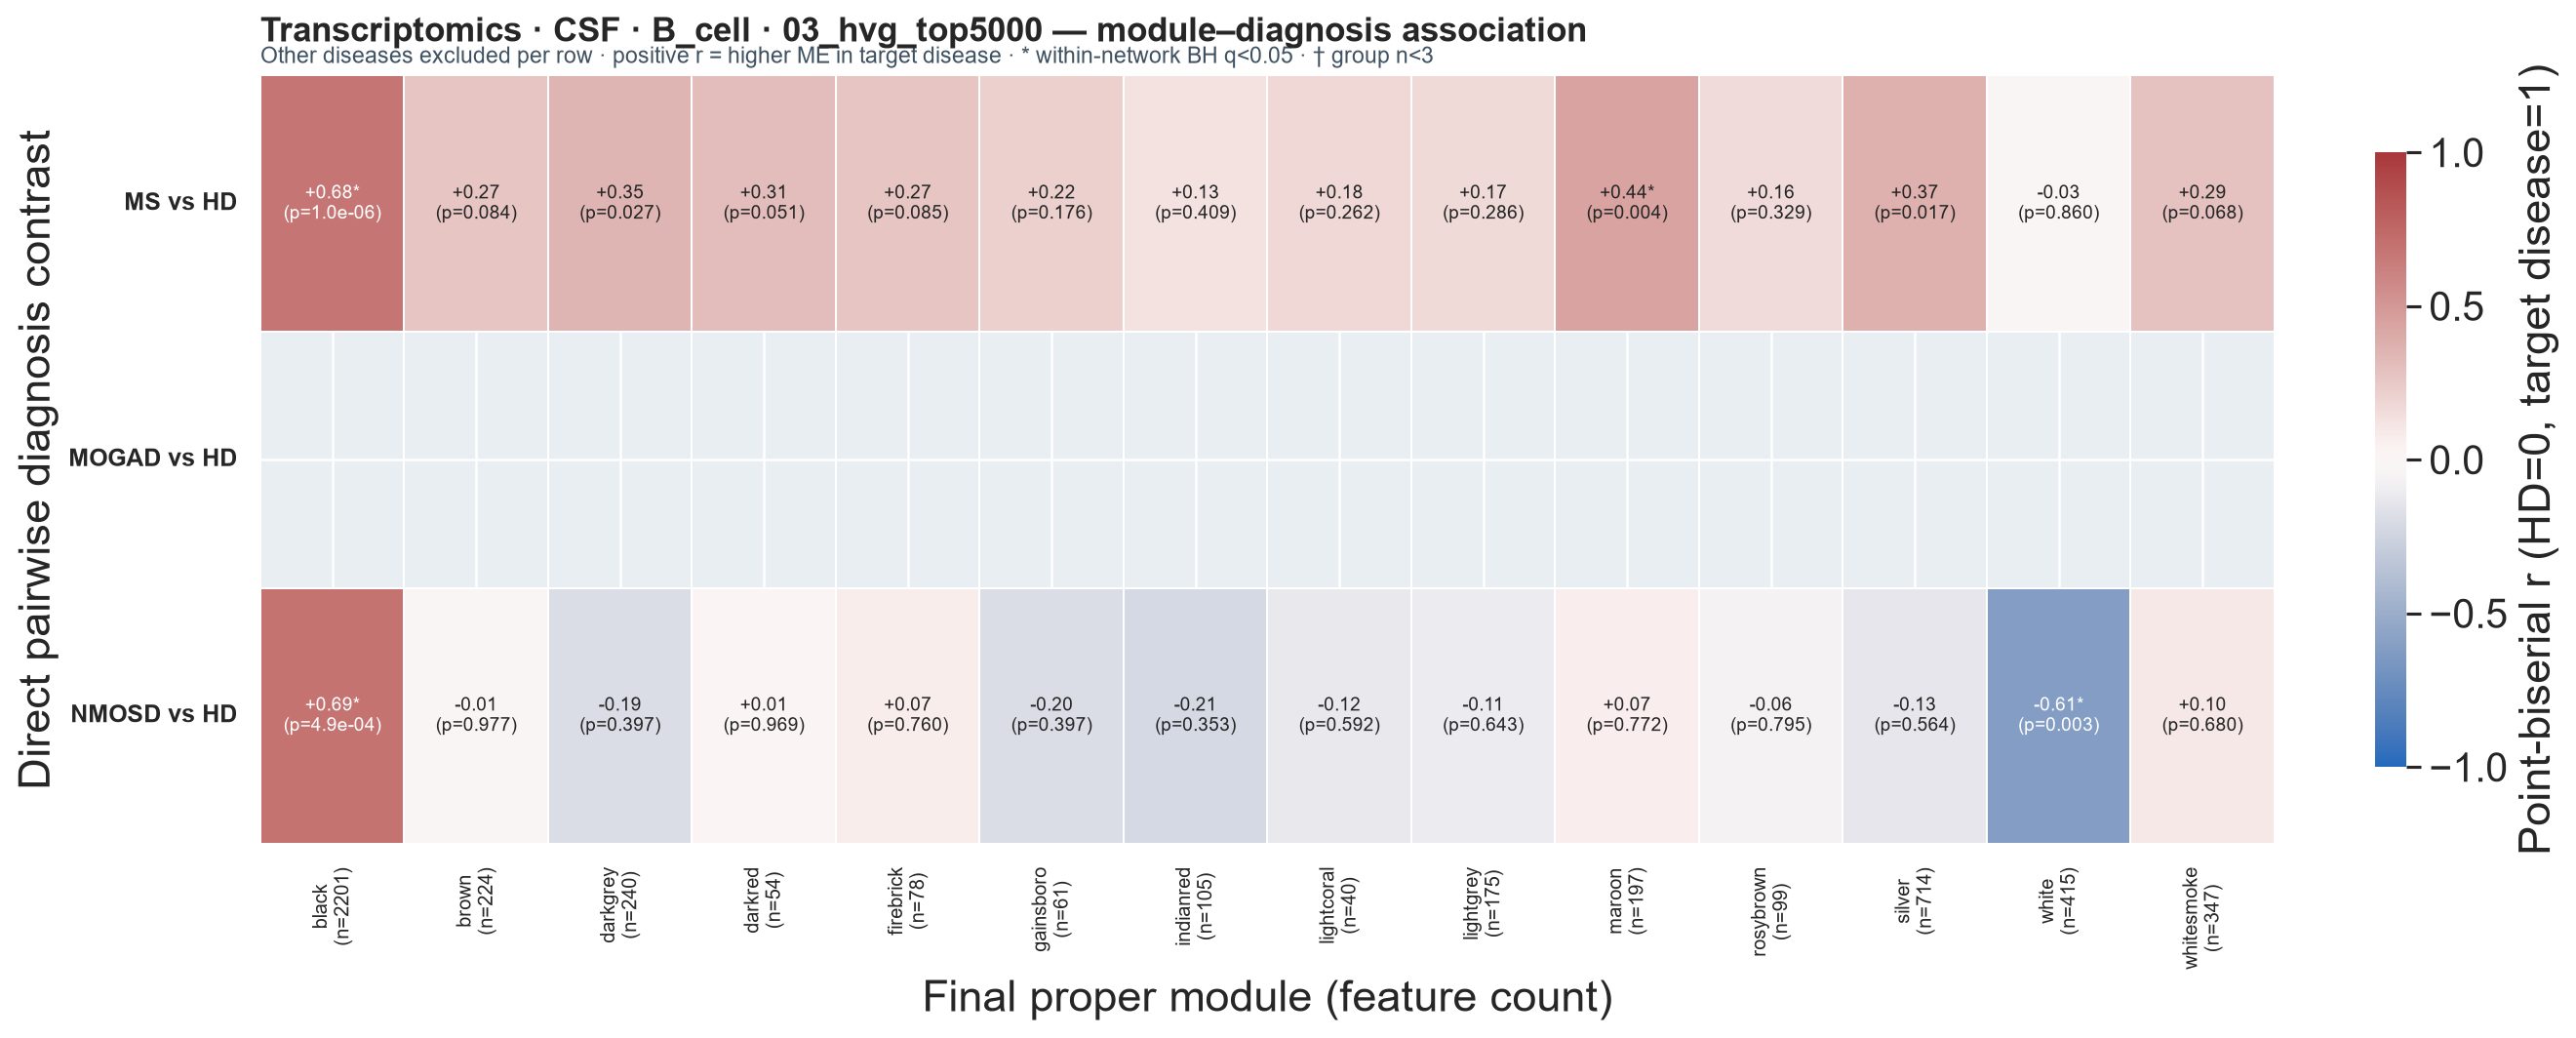 Transcriptomics · CSF · B_cell · 03_hvg_top5000 — module–diagnosis association
Other diseases excluded per row · positive r = higher ME in target disease · * within-network BH q<0.05 · † group n<3
Direct pairwise diagnosis contrast
MS vs HD
+0.68*
(p=1.0e-06)
+0.27
(p=0.084)
+0.35
(p=0.027)
+0.31
(p=0.051)
+0.27
(p=0.085)
+0.22
(p=0.176)
+0.13
(p=0.409)
+0.18
(p=0.262)
+0.17
(p=0.286)
+0.44*
(p=0.004)
+0.16
(p=0.329)
+0.37
(p=0.017)
-0.03
(p=0.860)
+0.29
(p=0.068)
MOGAD vs HD
NMOSD vs HD
+0.69*
(p=4.9e-04)
-0.01
(p=0.977)
-0.19
(p=0.397)
+0.01
(p=0.969)
+0.07
(p=0.760)
-0.20
(p=0.397)
-0.21
(p=0.353)
-0.12
(p=0.592)
-0.11
(p=0.643)
+0.07
(p=0.772)
-0.06
(p=0.795)
-0.13
(p=0.564)
-0.61*
(p=0.003)
+0.10
(p=0.680)
black
(n=2201)
brown
(n=224)
darkgrey
(n=240)
darkred
(n=54)
firebrick
(n=78)
gainsboro
(n=61)
indianred
(n=105)
lightcoral
(n=40)
lightgrey
(n=175)
maroon
(n=197)
rosybrown
(n=99)
silver
(n=714)
white
(n=415)
whitesmoke
(n=347)
Final proper module (feature count)
1.0
0.5
0.0
−0.5
−1.0
Point-biserial r (HD=0, target disease=1)